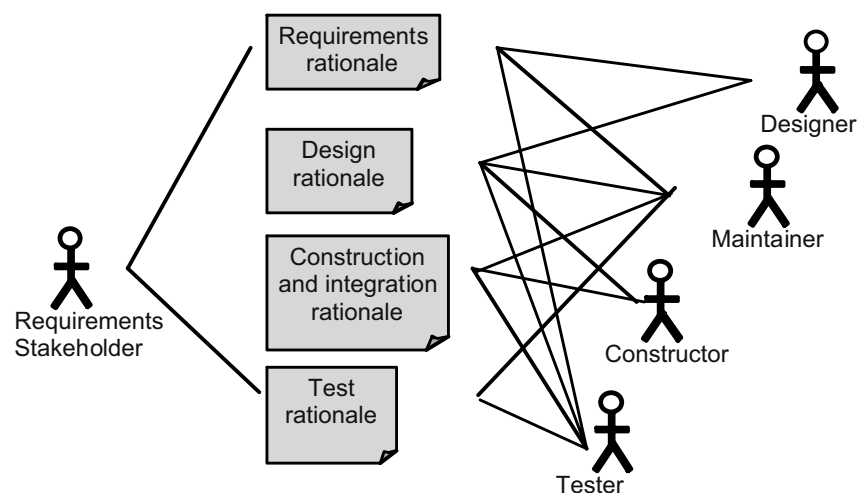 Requirements
rationale
Designer
Design
rationale
Maintainer
Construction
and integration
rationale
Requirements
Stakeholder
Constructor
Test
rationale
Tester